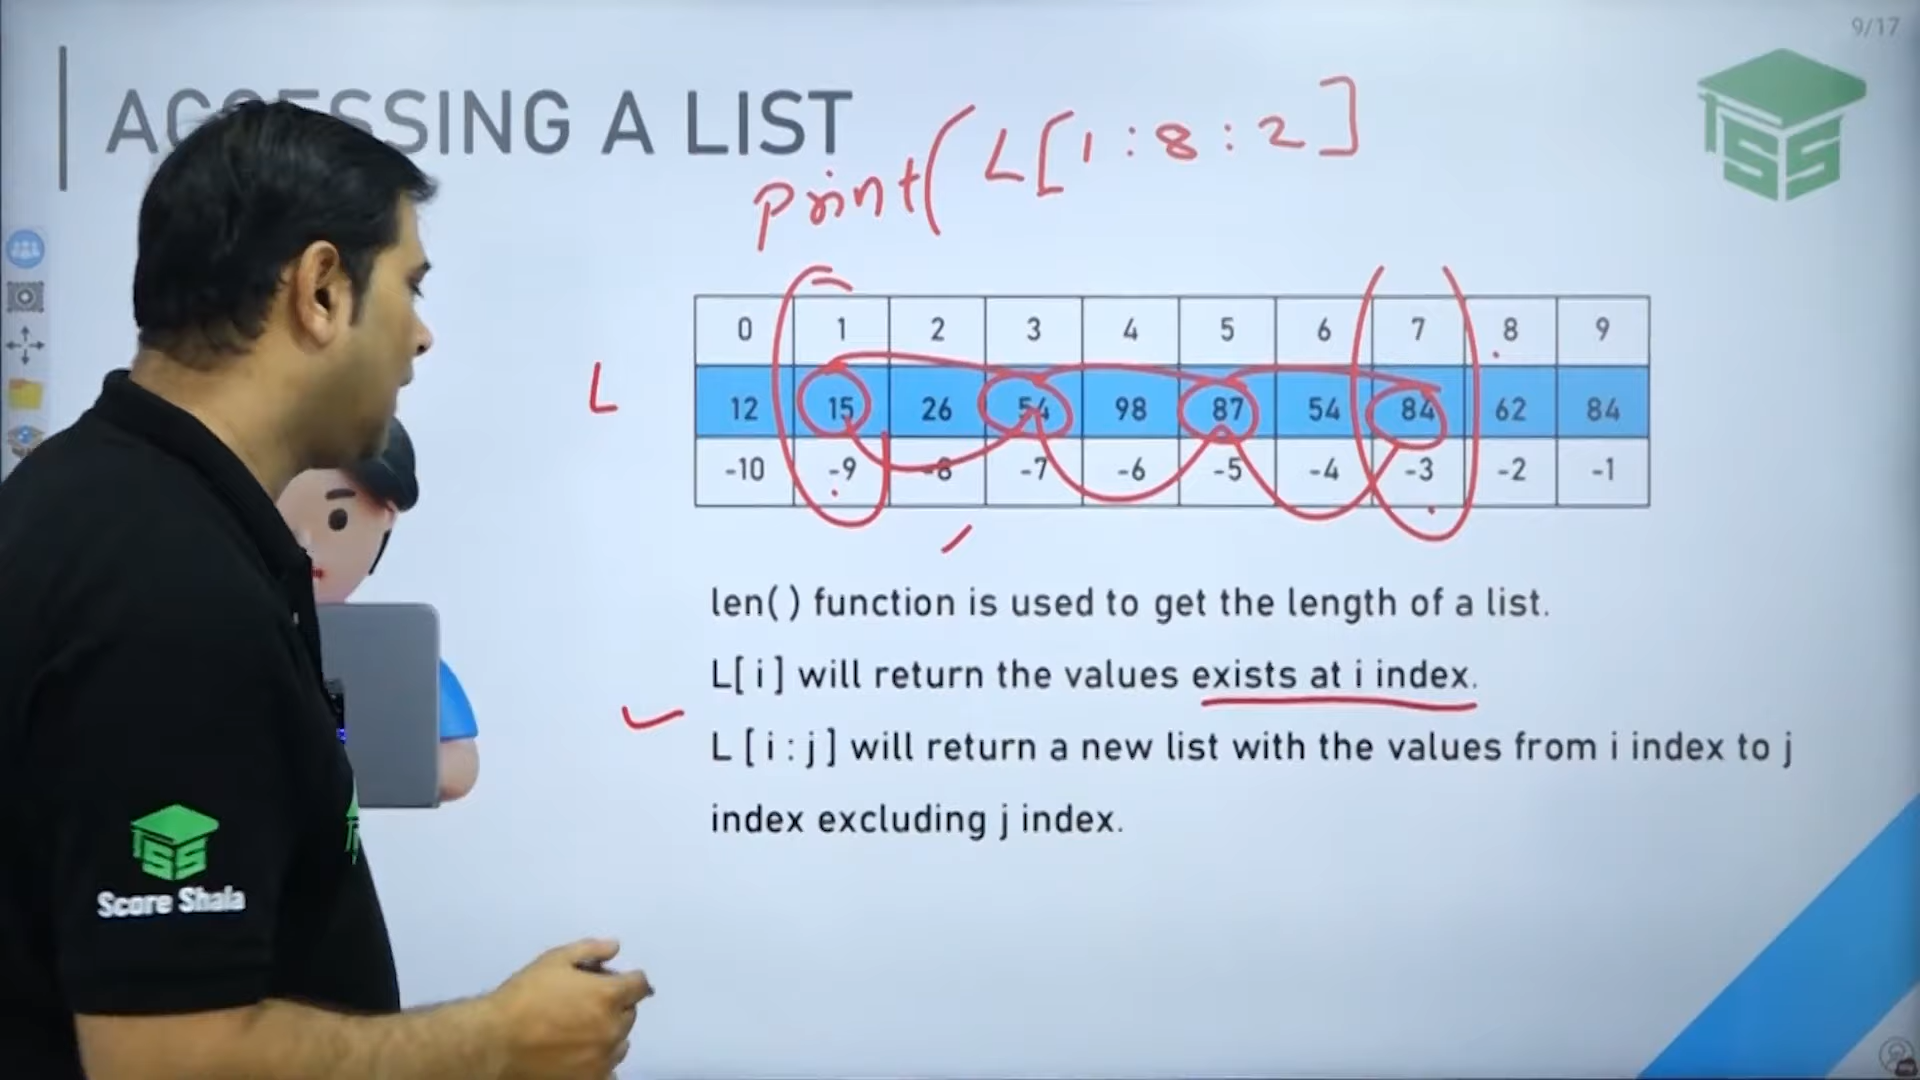 9/17
ACCESSING A LIST
print(L[1:8:2]
SS
0 1 2 3 4 5 6 7 8 9
L 12 15 26 54 98 87 54 84 62 84
-10 -9 -8 -7 -6 -5 -4 -3 -2 -1
len( ) function is used to get the length of a list.
L[ i ] will return the values exists at i index.
L [ i : j ] will return a new list with the values from i index to j
index excluding j index.
SS
Score Shala